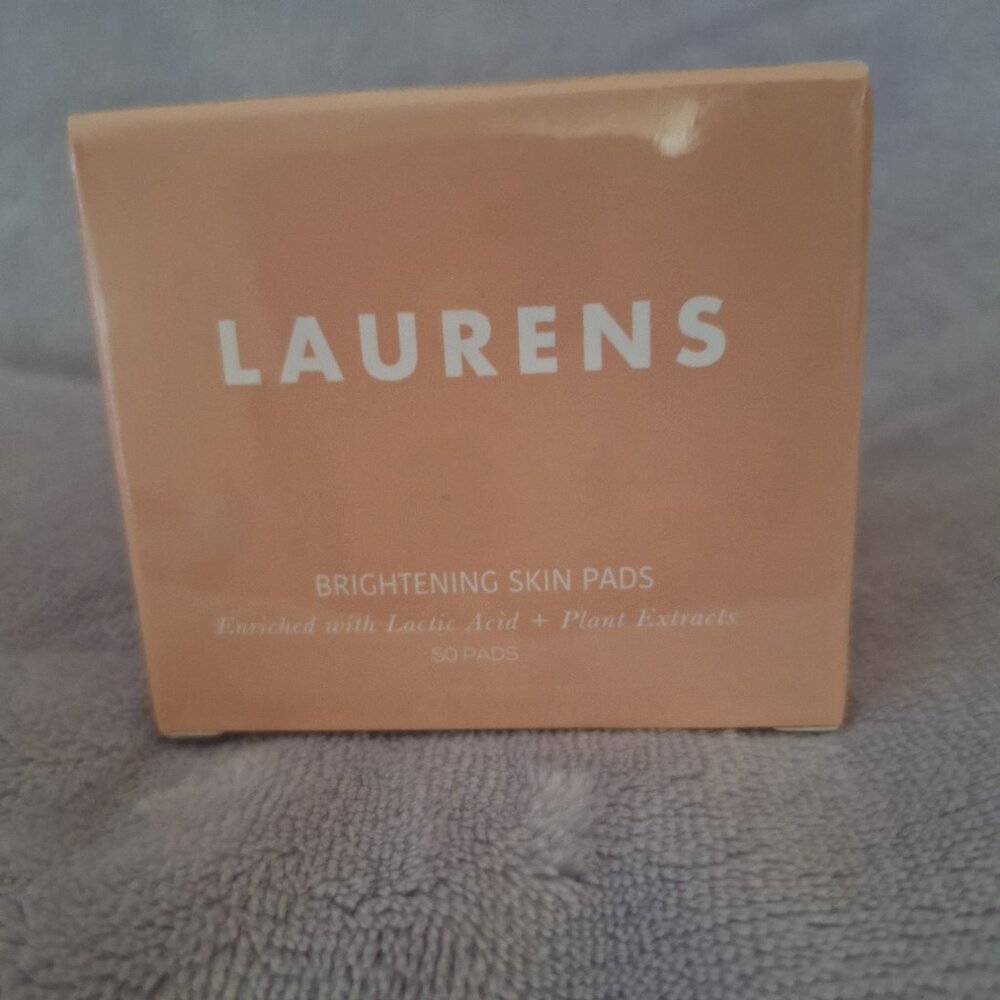 LAURENS
BRIGHTENING SKIN PADS
Enriched with Lactic Acid + Plant Extracts
50 PADS